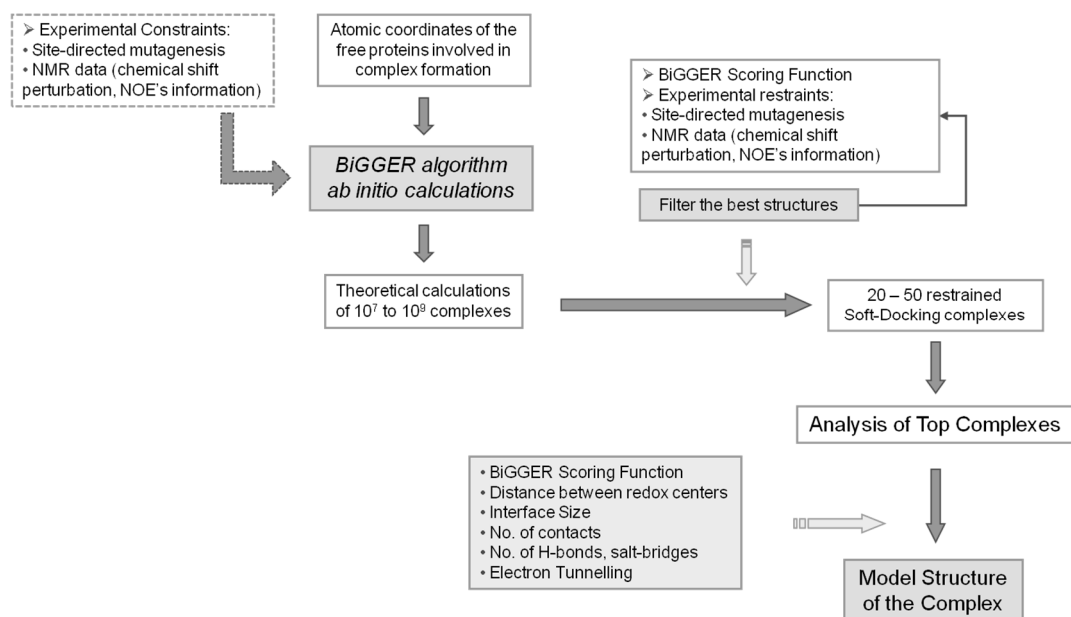 ➢ Experimental Constraints:
• Site-directed mutagenesis
• NMR data (chemical shift
perturbation, NOE's information)
Atomic coordinates of the
free proteins involved in
complex formation
BiGGER algorithm
ab initio calculations
Theoretical calculations
of 10⁷ to 10⁹ complexes
➢ BiGGER Scoring Function
➢ Experimental restraints:
• Site-directed mutagenesis
• NMR data (chemical shift
perturbation, NOE's information)
Filter the best structures
20 – 50 restrained
Soft-Docking complexes
Analysis of Top Complexes
• BiGGER Scoring Function
• Distance between redox centers
• Interface Size
• No. of contacts
• No. of H-bonds, salt-bridges
• Electron Tunnelling
Model Structure
of the Complex